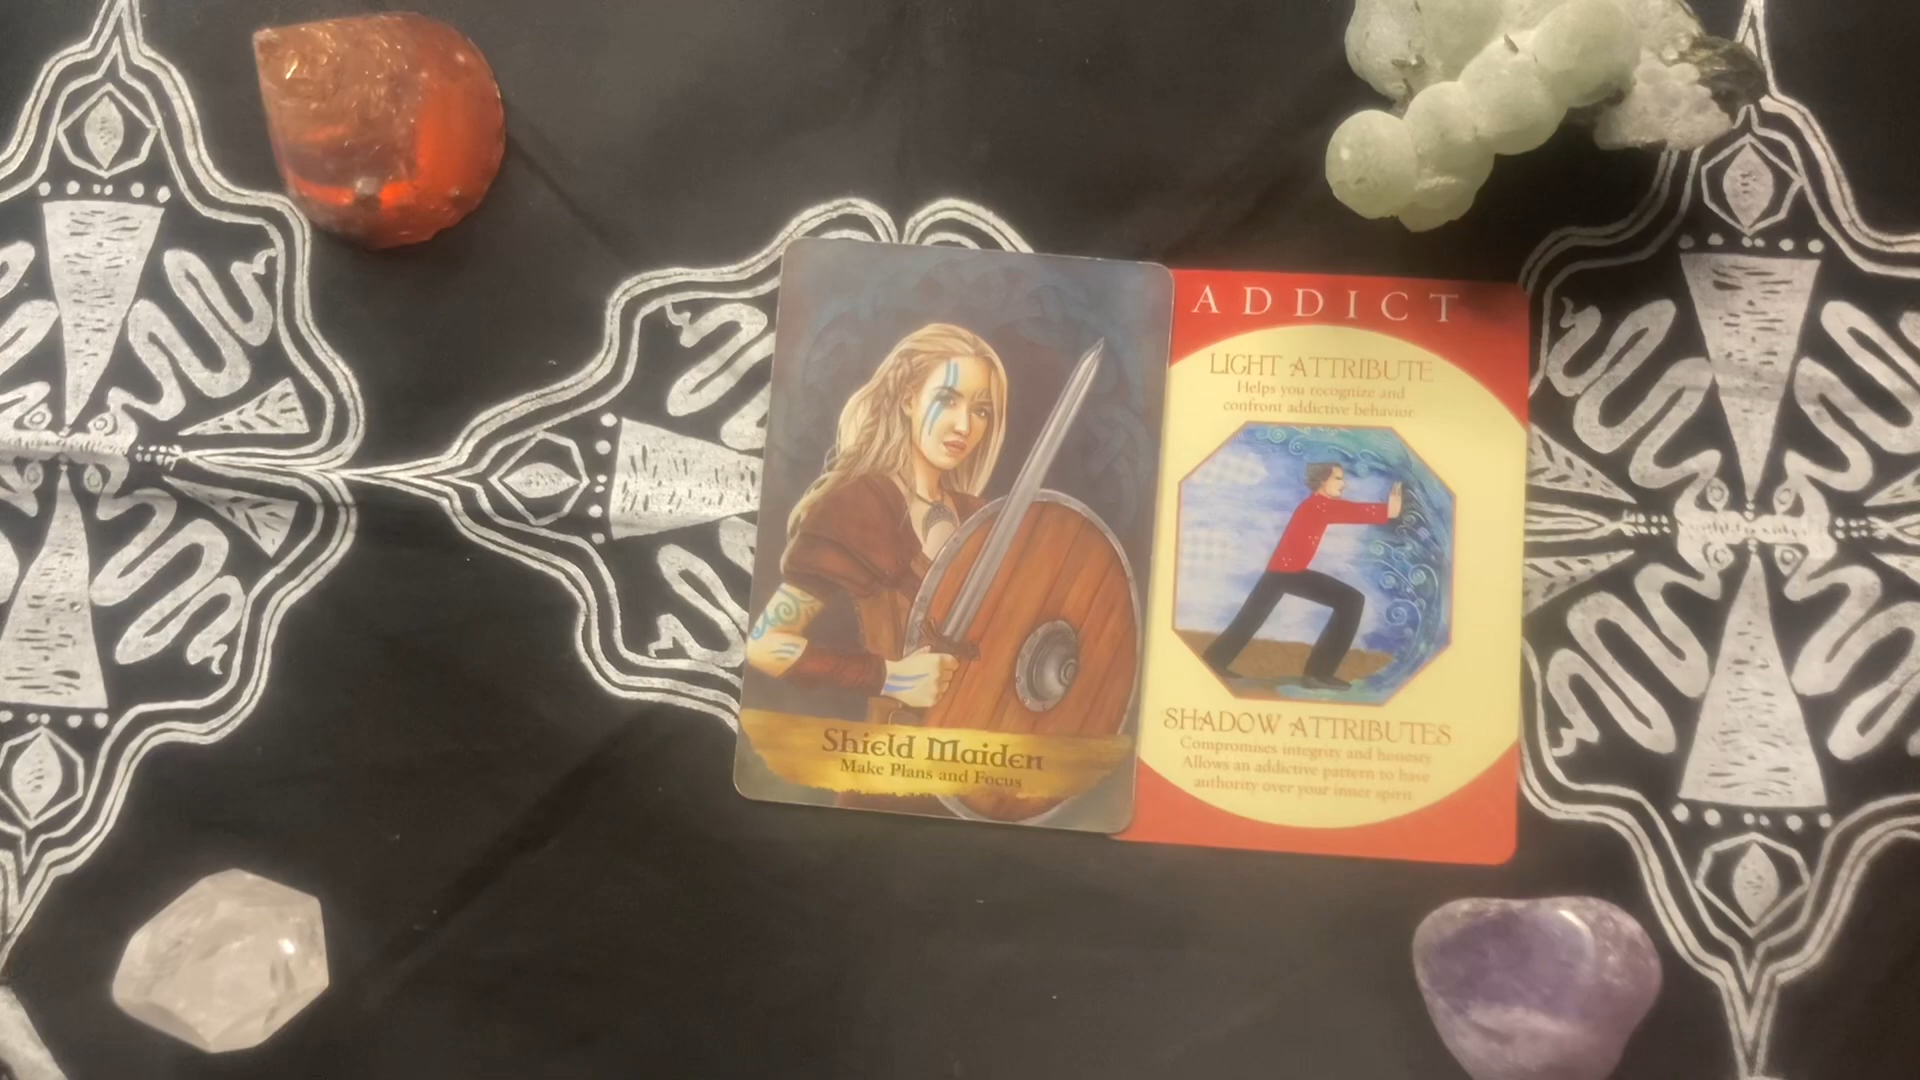 Shield Maiden
Make Plans and Focus
ADDICT
LIGHT ATTRIBUTE
Helps you recognize and
confront addictive behavior.
SHADOW ATTRIBUTES
Compromises integrity and honesty
Allows an addictive pattern to have
authority over your inner spirit